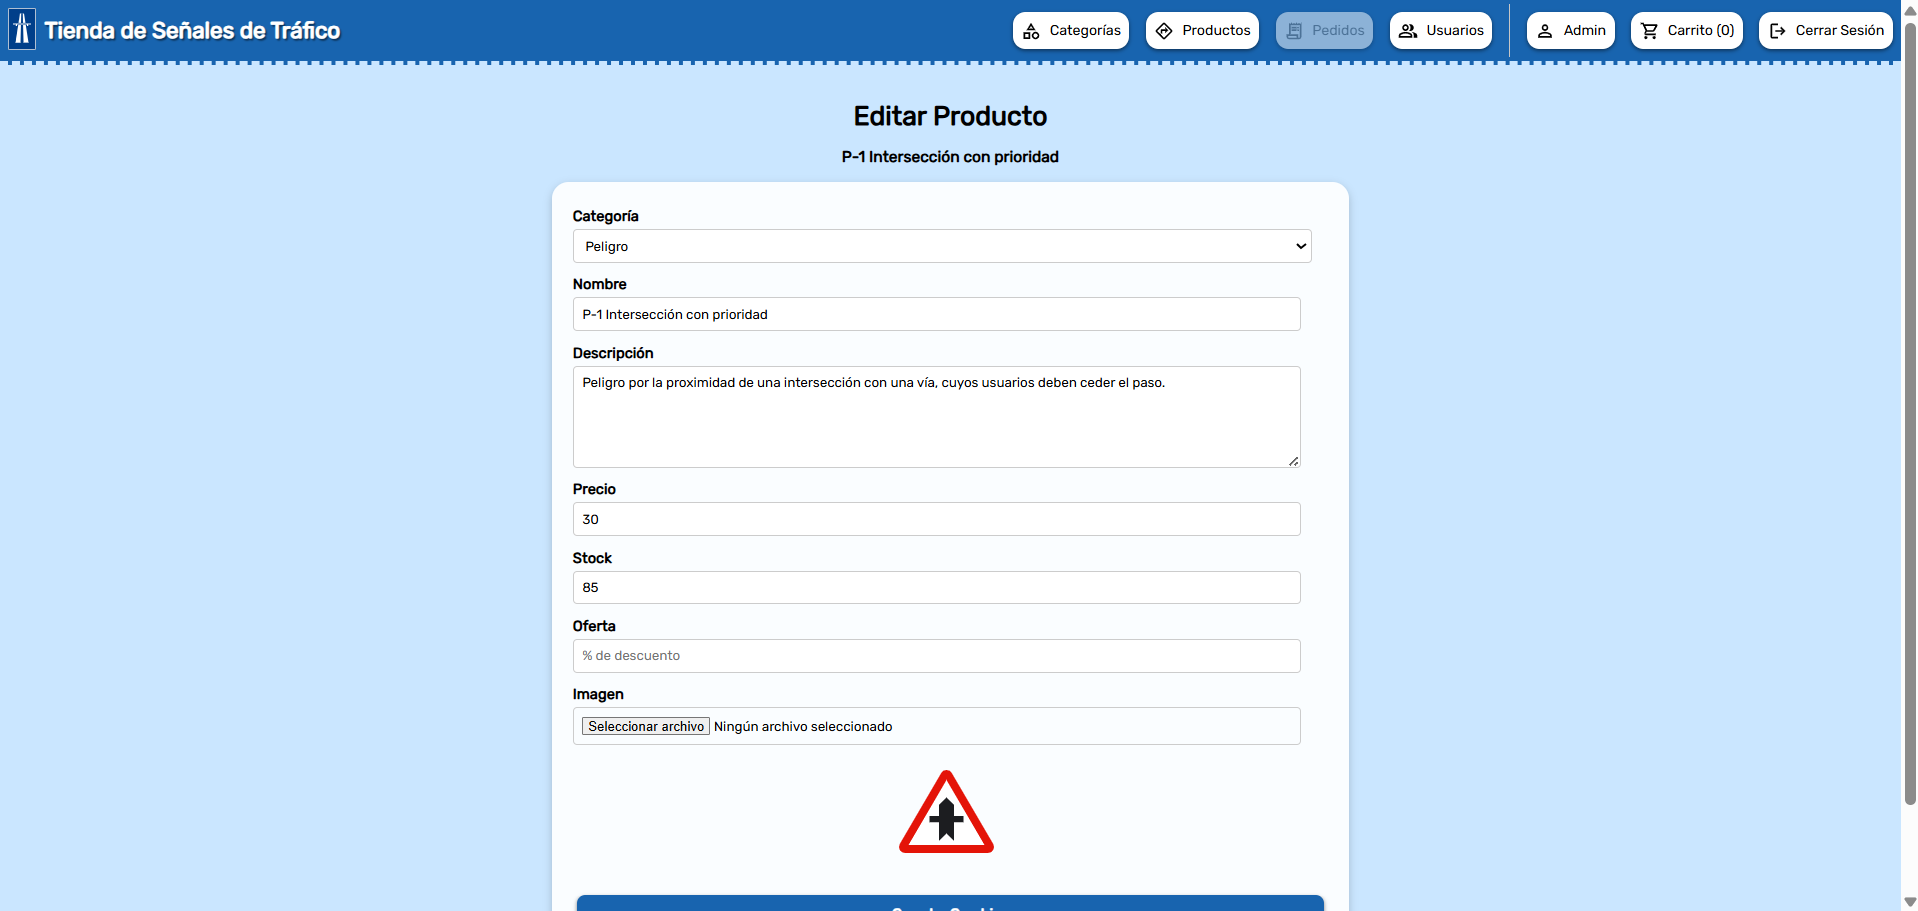 Tienda de Señales de Tráfico
Categorías
Productos
Pedidos
Usuarios
Admin
Carrito (0)
Cerrar Sesión
Editar Producto
P-1 Intersección con prioridad
Categoría
Peligro
Nombre
P-1 Intersección con prioridad
Descripción
Peligro por la proximidad de una intersección con una vía, cuyos usuarios deben ceder el paso.
Precio
30
Stock
85
Oferta
% de descuento
Imagen
Seleccionar archivo Ningún archivo seleccionado